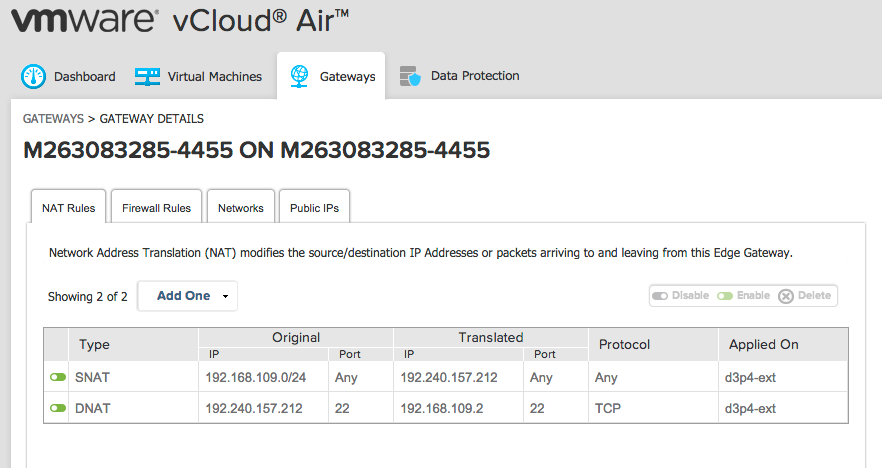 vmware® vCloud® Air™
Dashboard Virtual Machines Gateways Data Protection
GATEWAYS > GATEWAY DETAILS
M263083285-4455 ON M263083285-4455
NAT Rules Firewall Rules Networks Public IPs
Network Address Translation (NAT) modifies the source/destination IP Addresses or packets arriving to and leaving from this Edge Gateway.
Showing 2 of 2 Add One Disable Enable Delete
Type Original Translated Protocol Applied On
IP Port IP Port
SNAT 192.168.109.0/24 Any 192.240.157.212 Any Any d3p4-ext
DNAT 192.240.157.212 22 192.168.109.2 22 TCP d3p4-ext